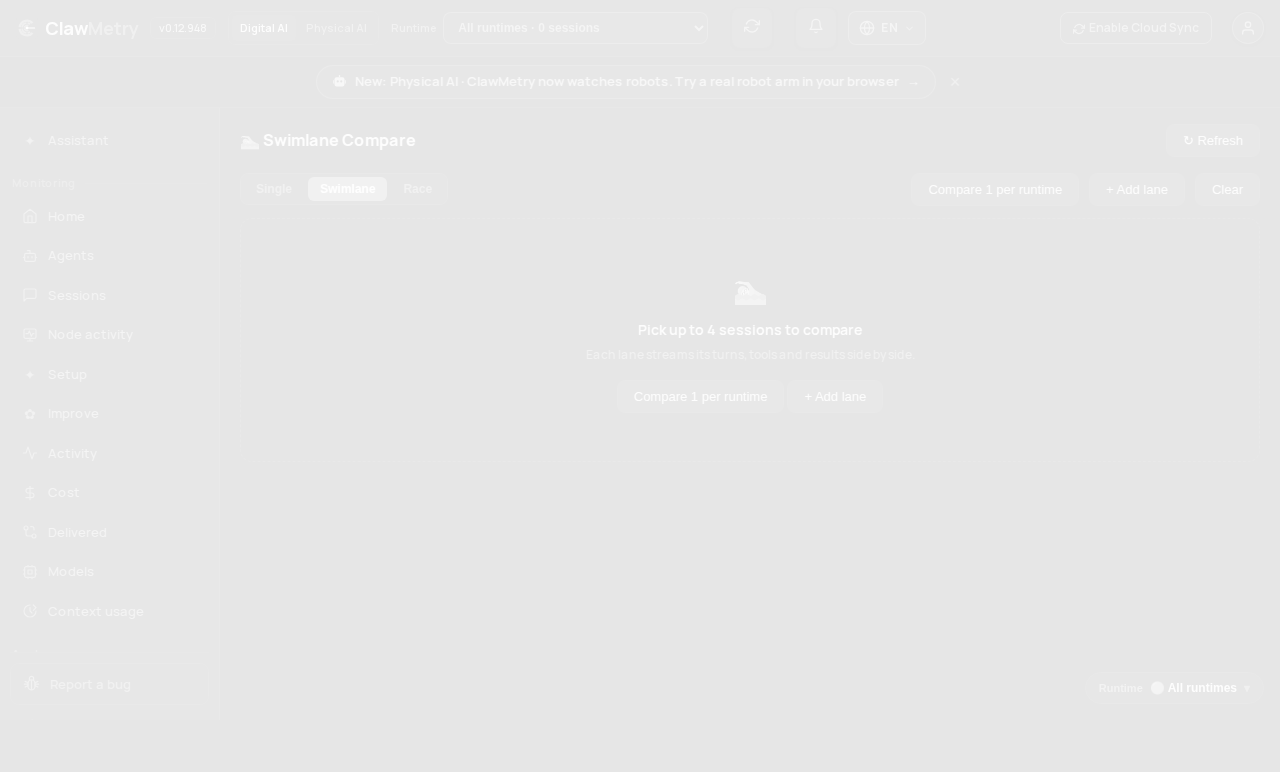 ClawMetry v0.12.948 Digital AI Physical AI Runtime All runtimes - 0 sessions EN Enable Cloud Sync
New: Physical AI · ClawMetry now watches robots. Try a real robot arm in your browser → ×
Assistant
Monitoring
Home
Agents
Sessions
Node activity
Setup
Improve
Activity
Cost
Delivered
Models
Context usage
Report a bug
Swimlane Compare
↻ Refresh
Single Swimlane Race
Compare 1 per runtime + Add lane Clear
Pick up to 4 sessions to compare
Each lane streams its turns, tools and results side by side
Compare 1 per runtime + Add lane
Runtime All runtimes ▾